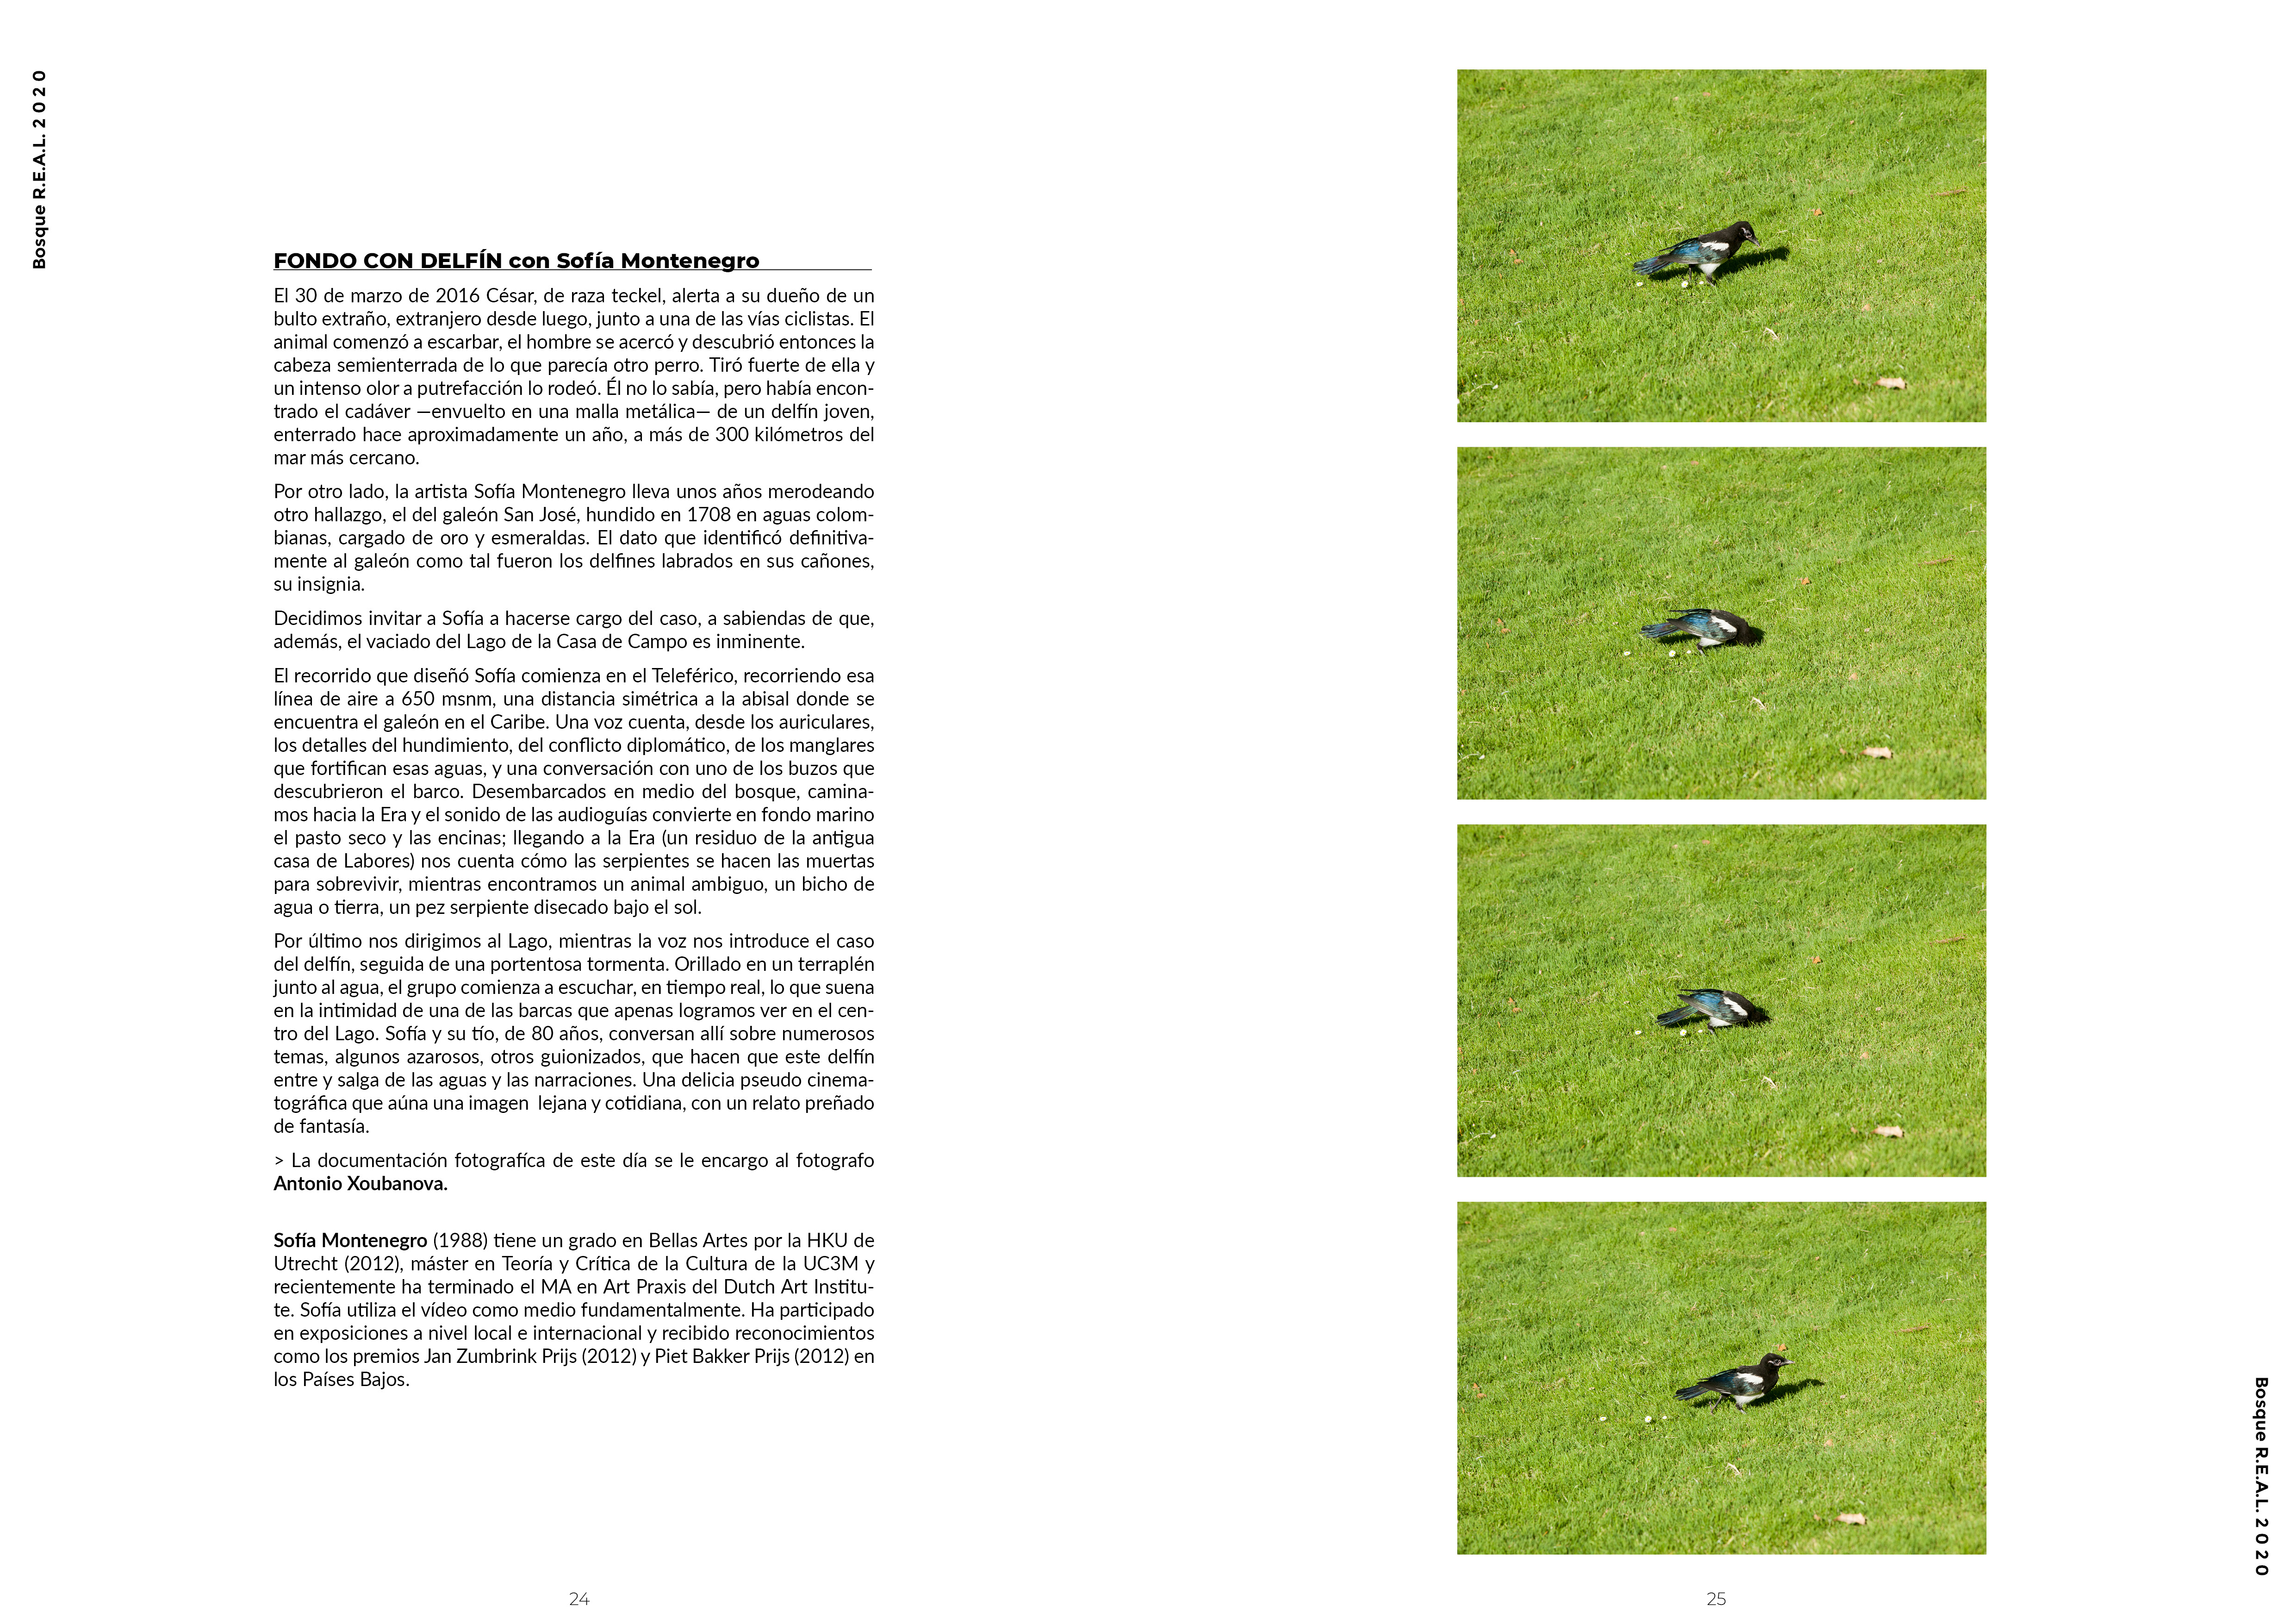 Bosque R.E.A.L. 2 0 2 0
FONDO CON DELFÍN con Sofía Montenegro
El 30 de marzo de 2016 César, de raza teckel, alerta a su dueño de un
bulto extraño, extranjero desde luego, junto a una de las vías ciclistas. El
animal comenzó a escarbar, el hombre se acercó y descubrió entonces la
cabeza semienterrada de lo que parecía otro perro. Tiró fuerte de ella y
un intenso olor a putrefacción lo rodeó. Él no lo sabía, pero había encon-
trado el cadáver —envuelto en una malla metálica— de un delfín joven,
enterrado hace aproximadamente un año, a más de 300 kilómetros del
mar más cercano.
Por otro lado, la artista Sofía Montenegro lleva unos años merodeando
otro hallazgo, el del galeón San José, hundido en 1708 en aguas colom-
bianas, cargado de oro y esmeraldas. El dato que identificó definitiva-
mente al galeón como tal fueron los delfines labrados en sus cañones,
su insignia.
Decidimos invitar a Sofía a hacerse cargo del caso, a sabiendas de que,
además, el vaciado del Lago de la Casa de Campo es inminente.
El recorrido que diseñó Sofía comienza en el Teleférico, recorriendo esa
línea de aire a 650 msnm, una distancia simétrica a la abisal donde se
encuentra el galeón en el Caribe. Una voz cuenta, desde los auriculares,
los detalles del hundimiento, del conflicto diplomático, de los manglares
que fortifican esas aguas, y una conversación con uno de los buzos que
descubrieron el barco. Desembarcados en medio del bosque, camina-
mos hacia la Era y el sonido de las audioguías convierte en fondo marino
el pasto seco y las encinas; llegando a la Era (un residuo de la antigua
casa de Labores) nos cuenta cómo las serpientes se hacen las muertas
para sobrevivir, mientras encontramos un animal ambiguo, un bicho de
agua o tierra, un pez serpiente disecado bajo el sol.
Por último nos dirigimos al Lago, mientras la voz nos introduce el caso
del delfín, seguida de una portentosa tormenta. Orillado en un terraplén
junto al agua, el grupo comienza a escuchar, en tiempo real, lo que suena
en la intimidad de una de las barcas que apenas logramos ver en el cen-
tro del Lago. Sofía y su tío, de 80 años, conversan allí sobre numerosos
temas, algunos azarosos, otros guionizados, que hacen que este delfín
entre y salga de las aguas y las narraciones. Una delicia pseudo cinema-
tográfica que aúna una imagen lejana y cotidiana, con un relato preñado
de fantasía.
> La documentación fotografíca de este día se le encargo al fotografo
Antonio Xoubanova.
Sofía Montenegro (1988) tiene un grado en Bellas Artes por la HKU de
Utrecht (2012), máster en Teoría y Crítica de la Cultura de la UC3M y
recientemente ha terminado el MA en Art Praxis del Dutch Art Institu-
te. Sofía utiliza el vídeo como medio fundamentalmente. Ha participado
en exposiciones a nivel local e internacional y recibido reconocimientos
como los premios Jan Zumbrink Prijs (2012) y Piet Bakker Prijs (2012) en
los Países Bajos.
24
25
Bosque R.E.A.L. 2 0 2 0